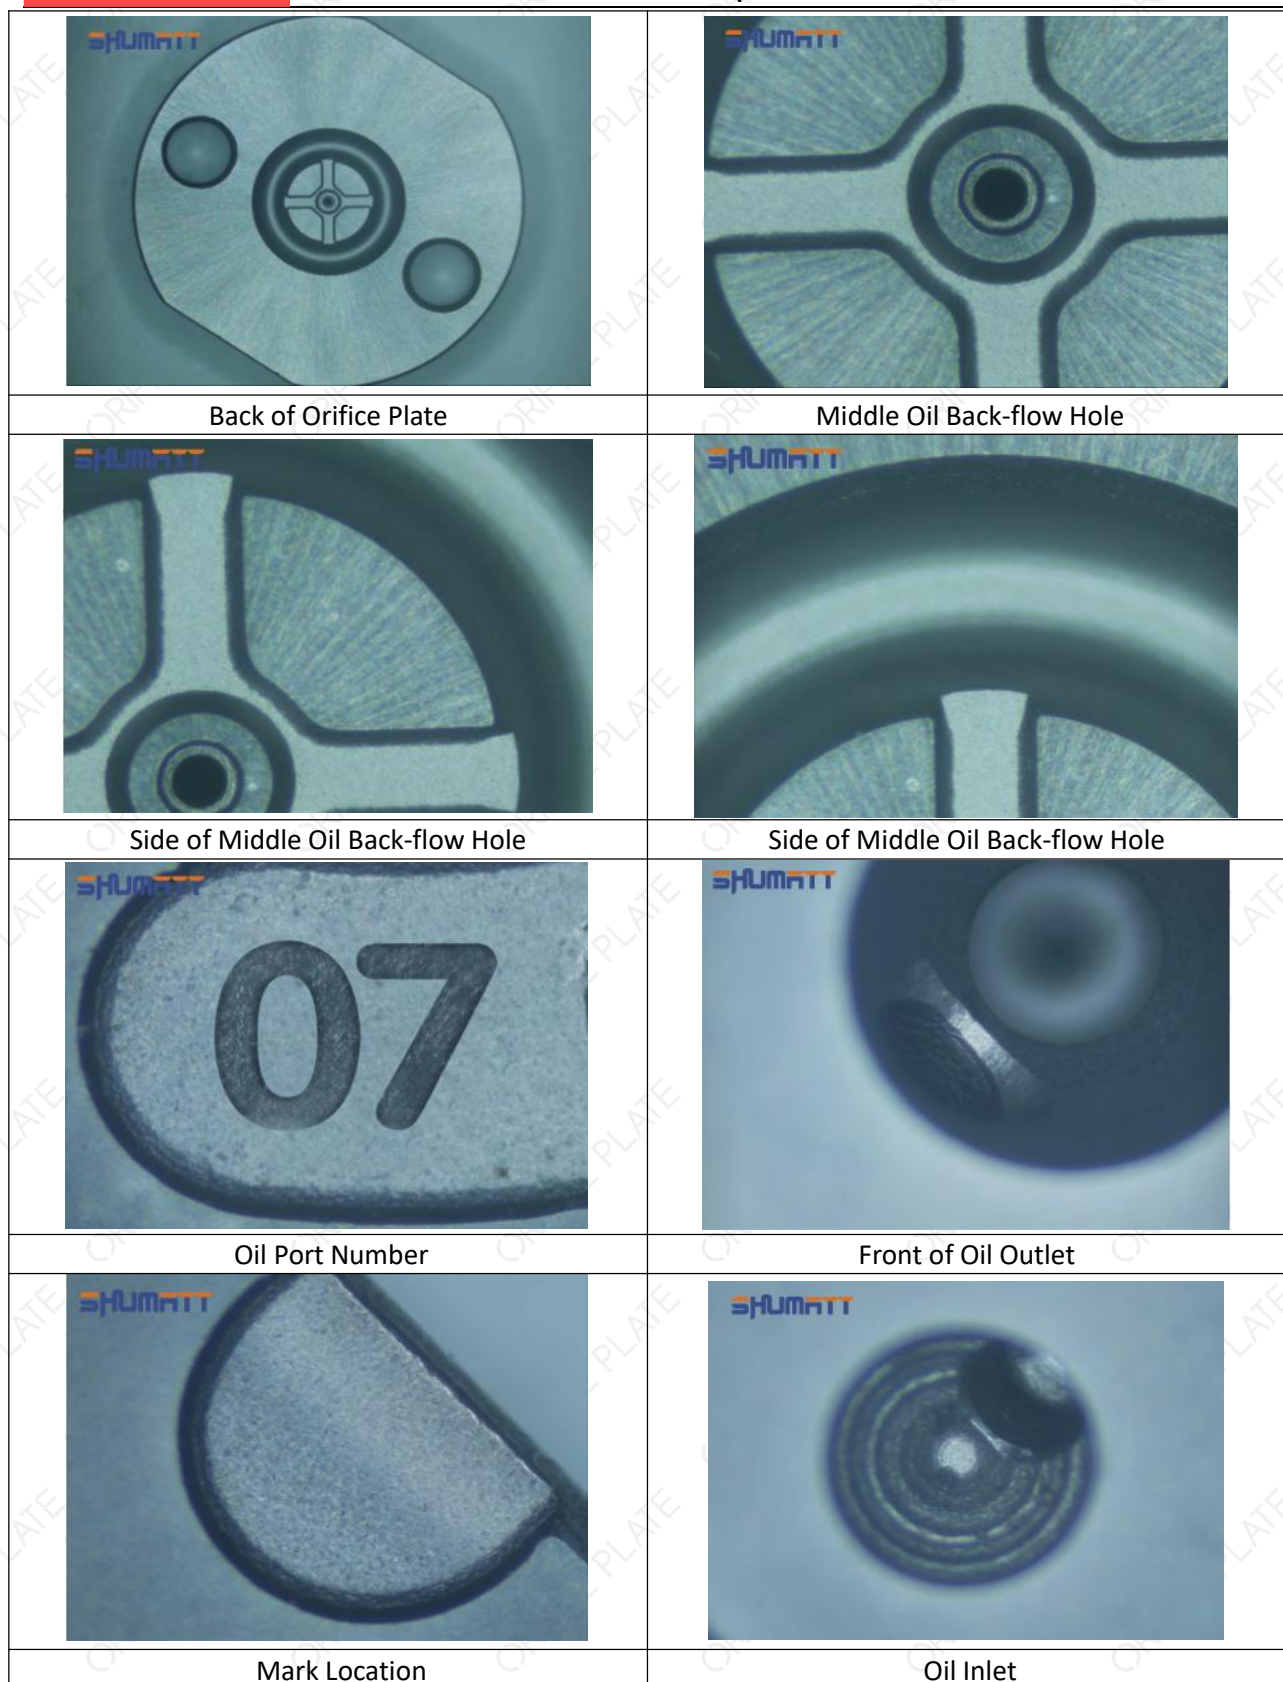 SHUMATT
SHUMATT
Back of Orifice Plate
Middle Oil Back-flow Hole
SHUMATT
SHUMATT
Side of Middle Oil Back-flow Hole
Side of Middle Oil Back-flow Hole
SHUMATT
07
SHUMATT
Oil Port Number
Front of Oil Outlet
SHUMATT
SHUMATT
Mark Location
Oil Inlet